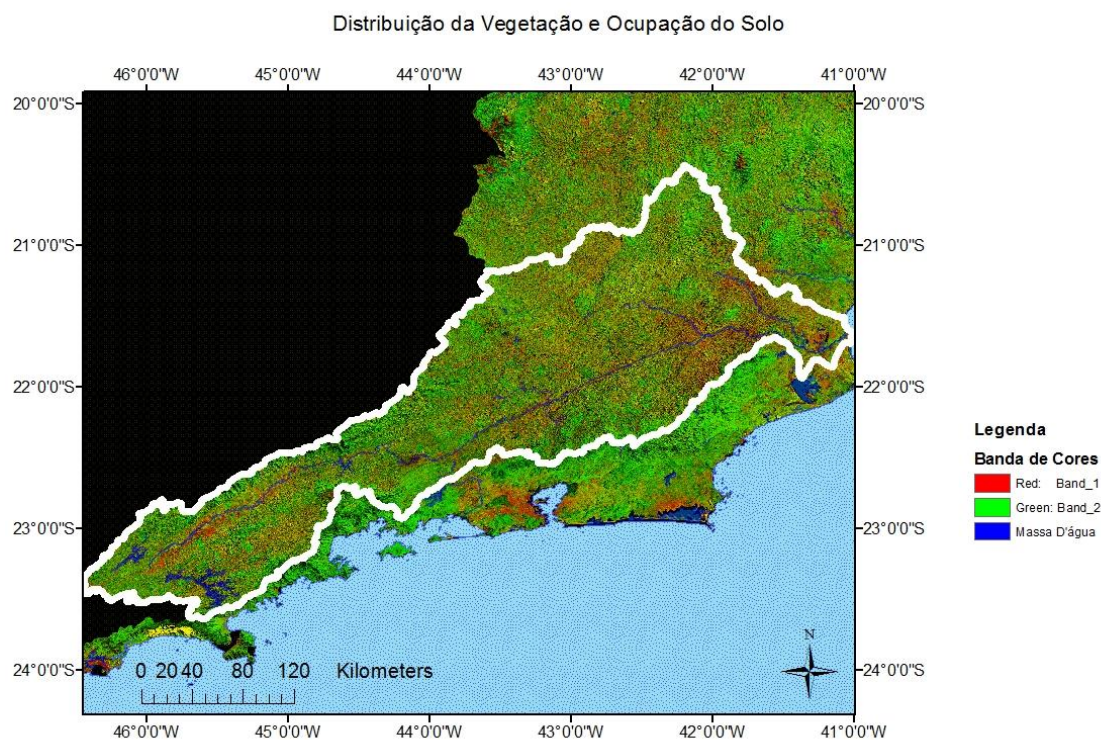 Distribuição da Vegetação e Ocupação do Solo
46°0'0"W 45°0'0"W 44°0'0"W 43°0'0"W 42°0'0"W 41°0'0"W
20°0'0"S 20°0'0"S
21°0'0"S 21°0'0"S
22°0'0"S 22°0'0"S
Legenda
Banda de Cores
Red: Band_1
Green: Band_2
Massa D'água
23°0'0"S 23°0'0"S
N
24°0'0"S 24°0'0"S
0 20 40 80 120 Kilometers
46°0'0"W 45°0'0"W 44°0'0"W 43°0'0"W 42°0'0"W 41°0'0"W